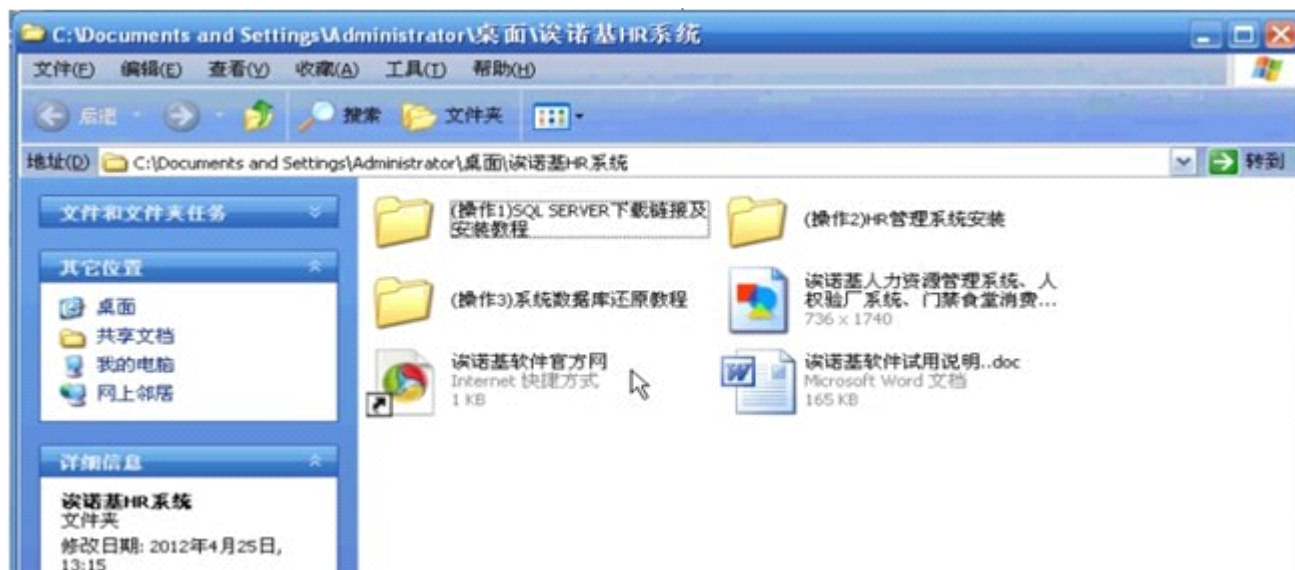 C:\Documents and Settings\Administrator\桌面\诶诺基HR系统
文件(F) 编辑(E) 查看(V) 收藏(A) 工具(T) 帮助(H)
后退 搜索 文件夹
地址(D) C:\Documents and Settings\Administrator\桌面\诶诺基HR系统 转到
文件和文件夹任务
其它位置
桌面
共享文档
我的电脑
网上邻居
详细信息
诶诺基HR系统
文件夹
修改日期: 2012年4月25日,
13:15
(操作1)SQL SERVER下载链接及
安装教程
(操作2)HR管理系统安装
(操作3)系统数据库还原教程
诶诺基人力资源管理系统、人
权验厂系统、门禁食堂消费...
736 x 1740
诶诺基软件官方网
Internet 快捷方式
1 KB
诶诺基软件试用说明..doc
Microsoft Word 文档
165 KB